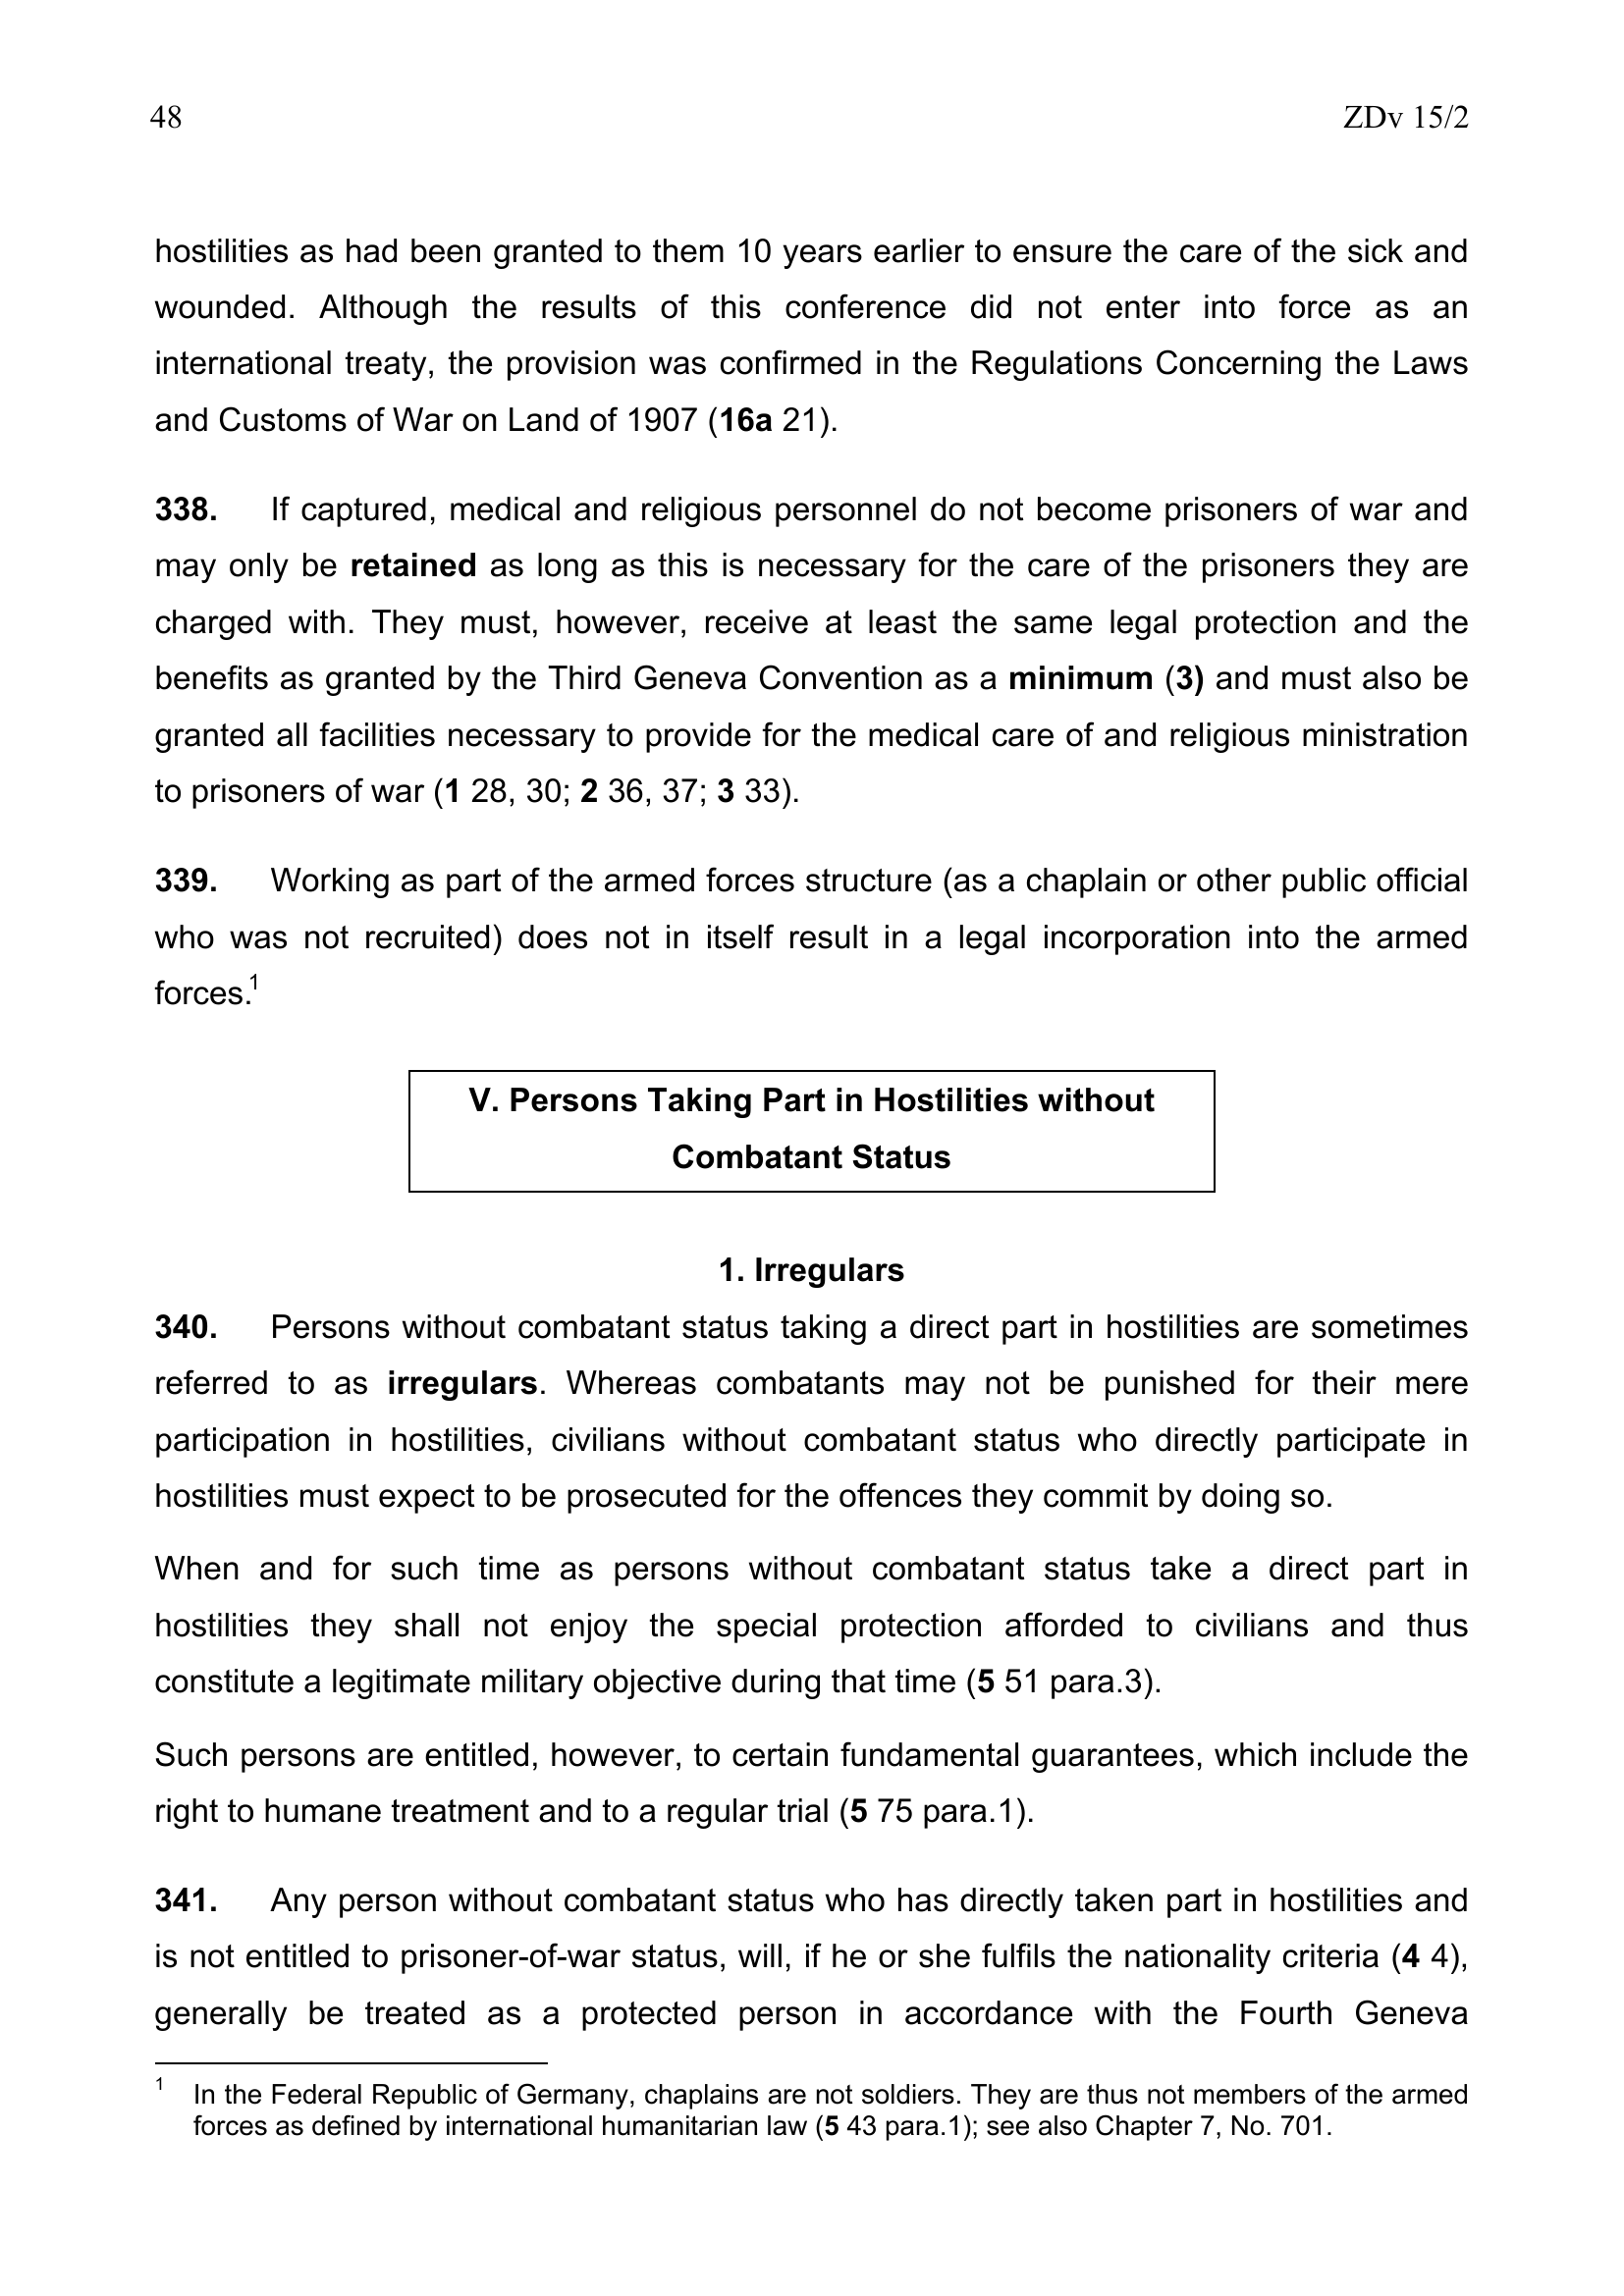 48 ZDv 15/2
hostilities as had been granted to them 10 years earlier to ensure the care of the sick and
wounded. Although the results of this conference did not enter into force as an
international treaty, the provision was confirmed in the Regulations Concerning the Laws
and Customs of War on Land of 1907 (16a 21).
338. If captured, medical and religious personnel do not become prisoners of war and
may only be retained as long as this is necessary for the care of the prisoners they are
charged with. They must, however, receive at least the same legal protection and the
benefits as granted by the Third Geneva Convention as a minimum (3) and must also be
granted all facilities necessary to provide for the medical care of and religious ministration
to prisoners of war (1 28, 30; 2 36, 37; 3 33).
339. Working as part of the armed forces structure (as a chaplain or other public official
who was not recruited) does not in itself result in a legal incorporation into the armed
forces.1
V. Persons Taking Part in Hostilities without
Combatant Status
1. Irregulars
340. Persons without combatant status taking a direct part in hostilities are sometimes
referred to as irregulars. Whereas combatants may not be punished for their mere
participation in hostilities, civilians without combatant status who directly participate in
hostilities must expect to be prosecuted for the offences they commit by doing so.
When and for such time as persons without combatant status take a direct part in
hostilities they shall not enjoy the special protection afforded to civilians and thus
constitute a legitimate military objective during that time (5 51 para.3).
Such persons are entitled, however, to certain fundamental guarantees, which include the
right to humane treatment and to a regular trial (5 75 para.1).
341. Any person without combatant status who has directly taken part in hostilities and
is not entitled to prisoner-of-war status, will, if he or she fulfils the nationality criteria (4 4),
generally be treated as a protected person in accordance with the Fourth Geneva
1 In the Federal Republic of Germany, chaplains are not soldiers. They are thus not members of the armed
forces as defined by international humanitarian law (5 43 para.1); see also Chapter 7, No. 701.